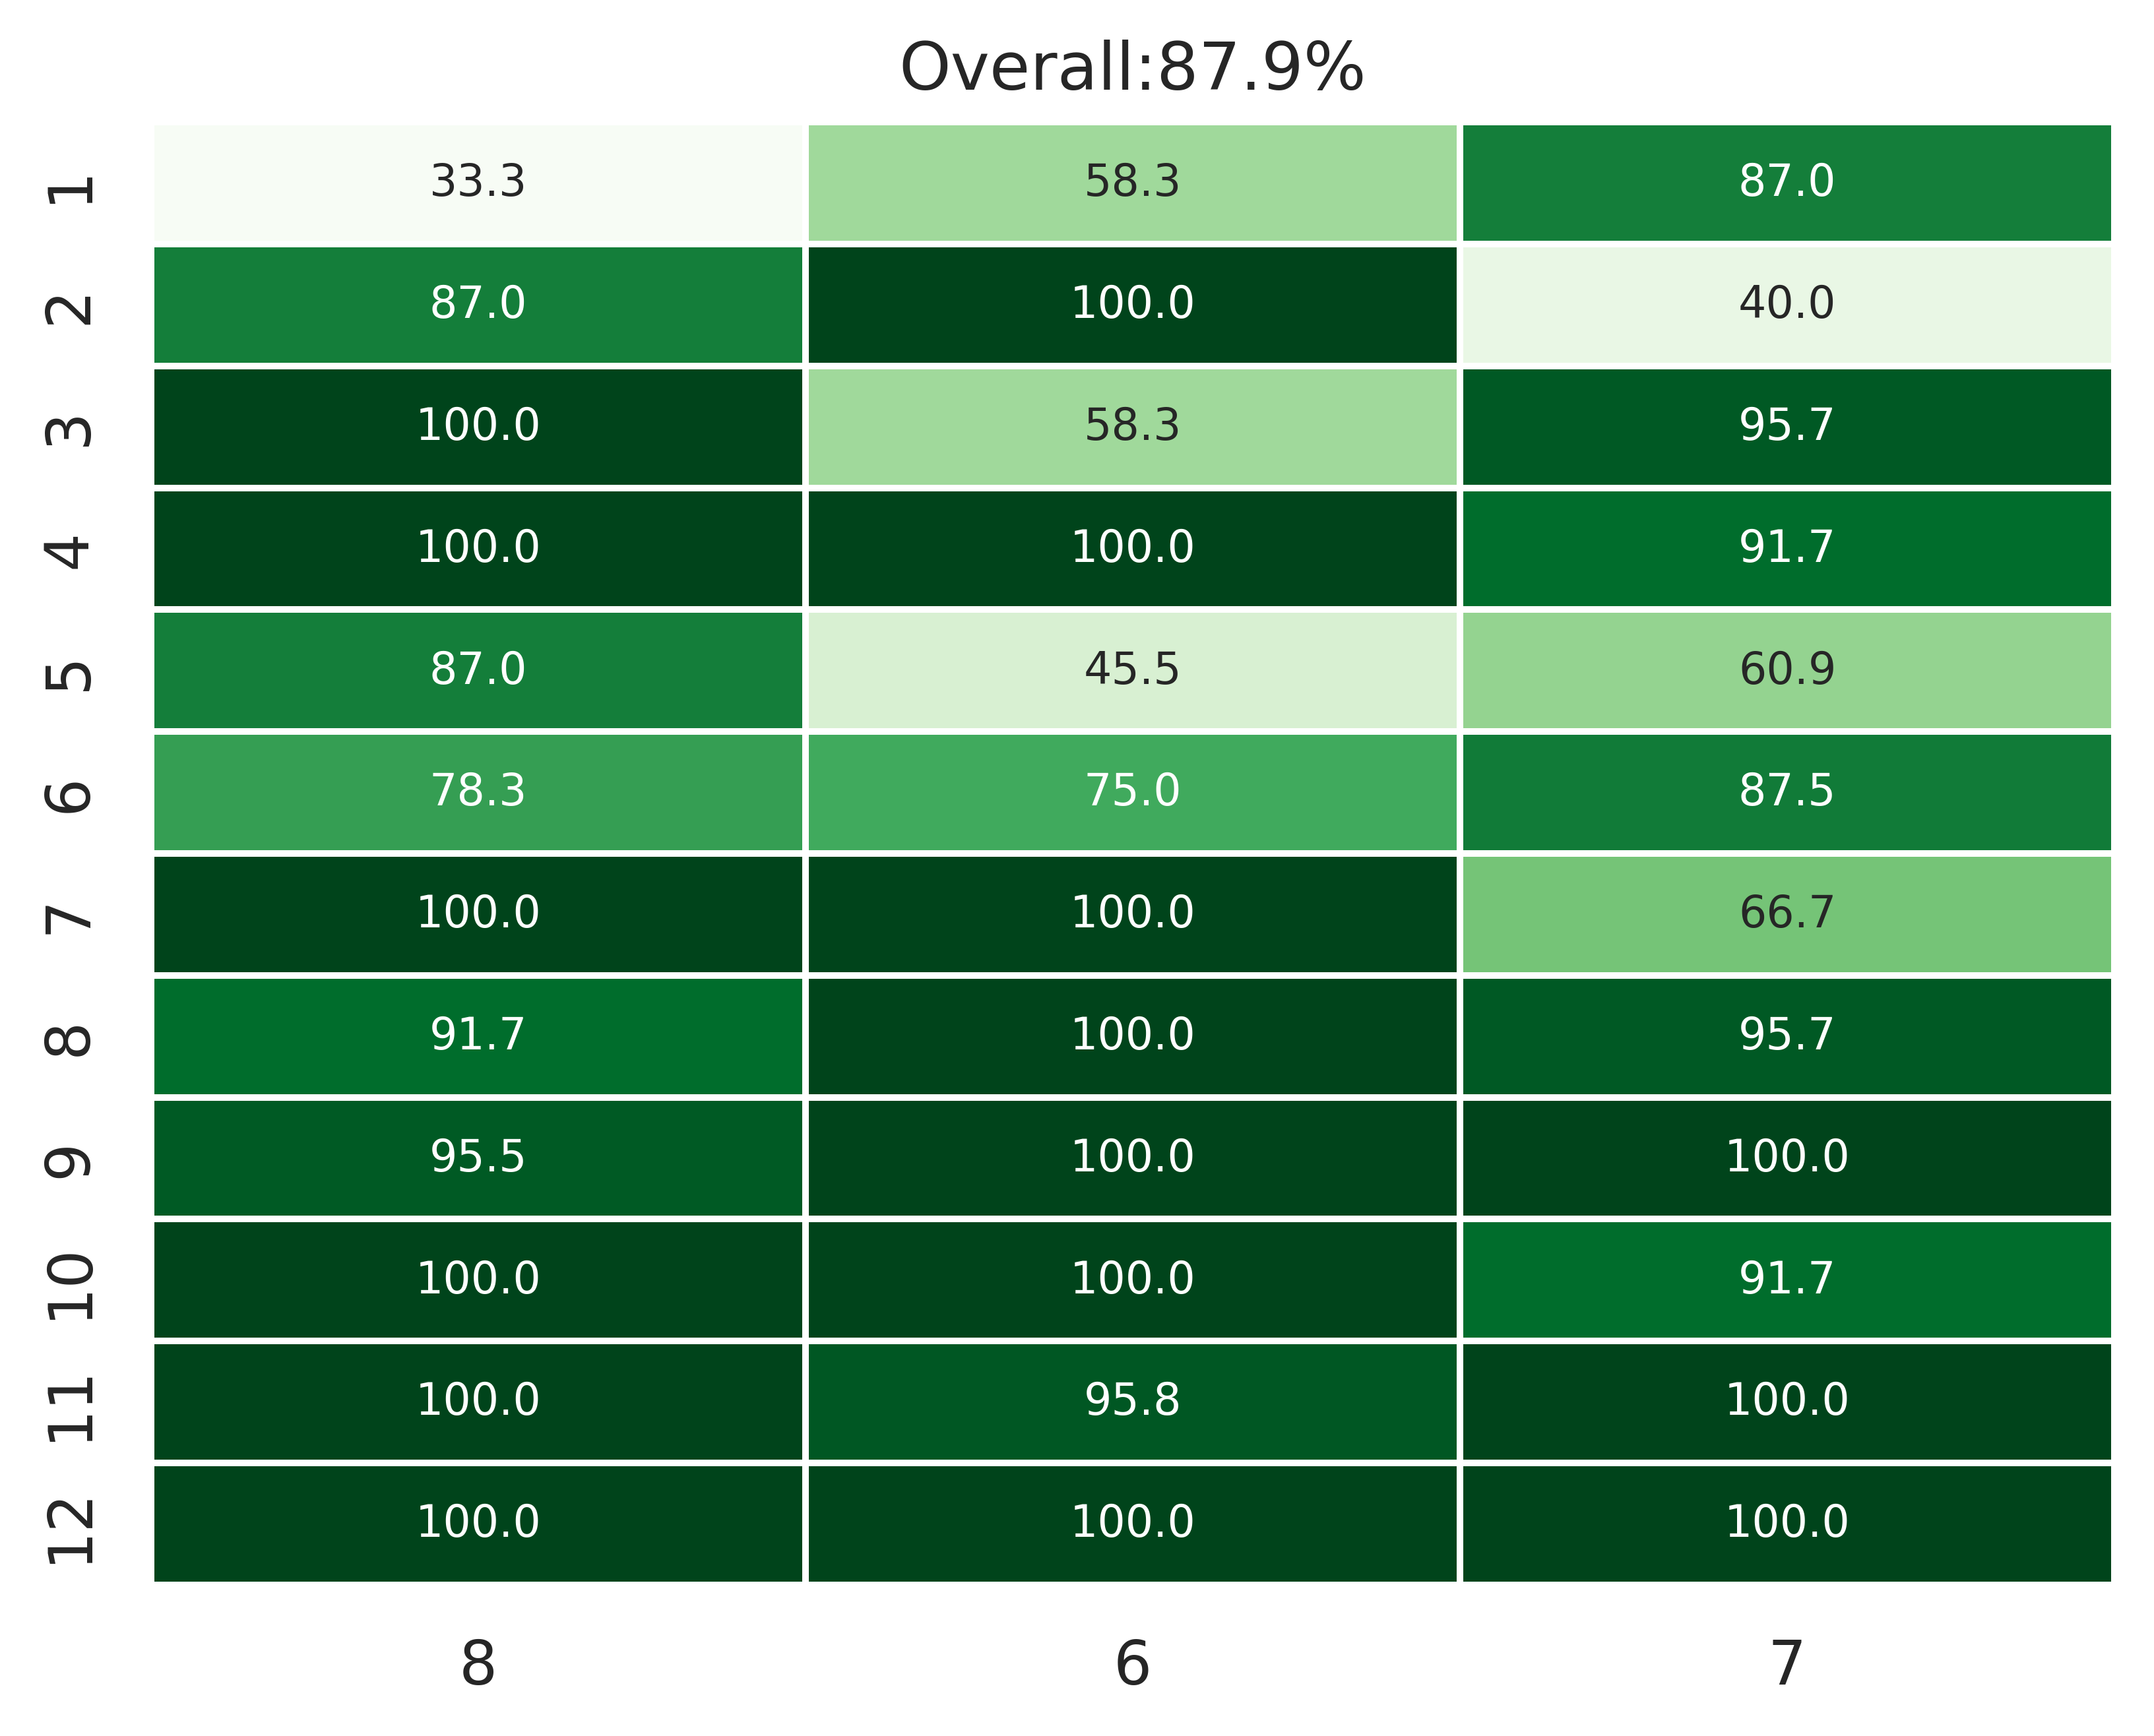 Overall:87.9%
1 33.3 58.3 87.0
2 87.0 100.0 40.0
3 100.0 58.3 95.7
4 100.0 100.0 91.7
5 87.0 45.5 60.9
6 78.3 75.0 87.5
7 100.0 100.0 66.7
8 91.7 100.0 95.7
9 95.5 100.0 100.0
10 100.0 100.0 91.7
11 100.0 95.8 100.0
12 100.0 100.0 100.0
8 6 7